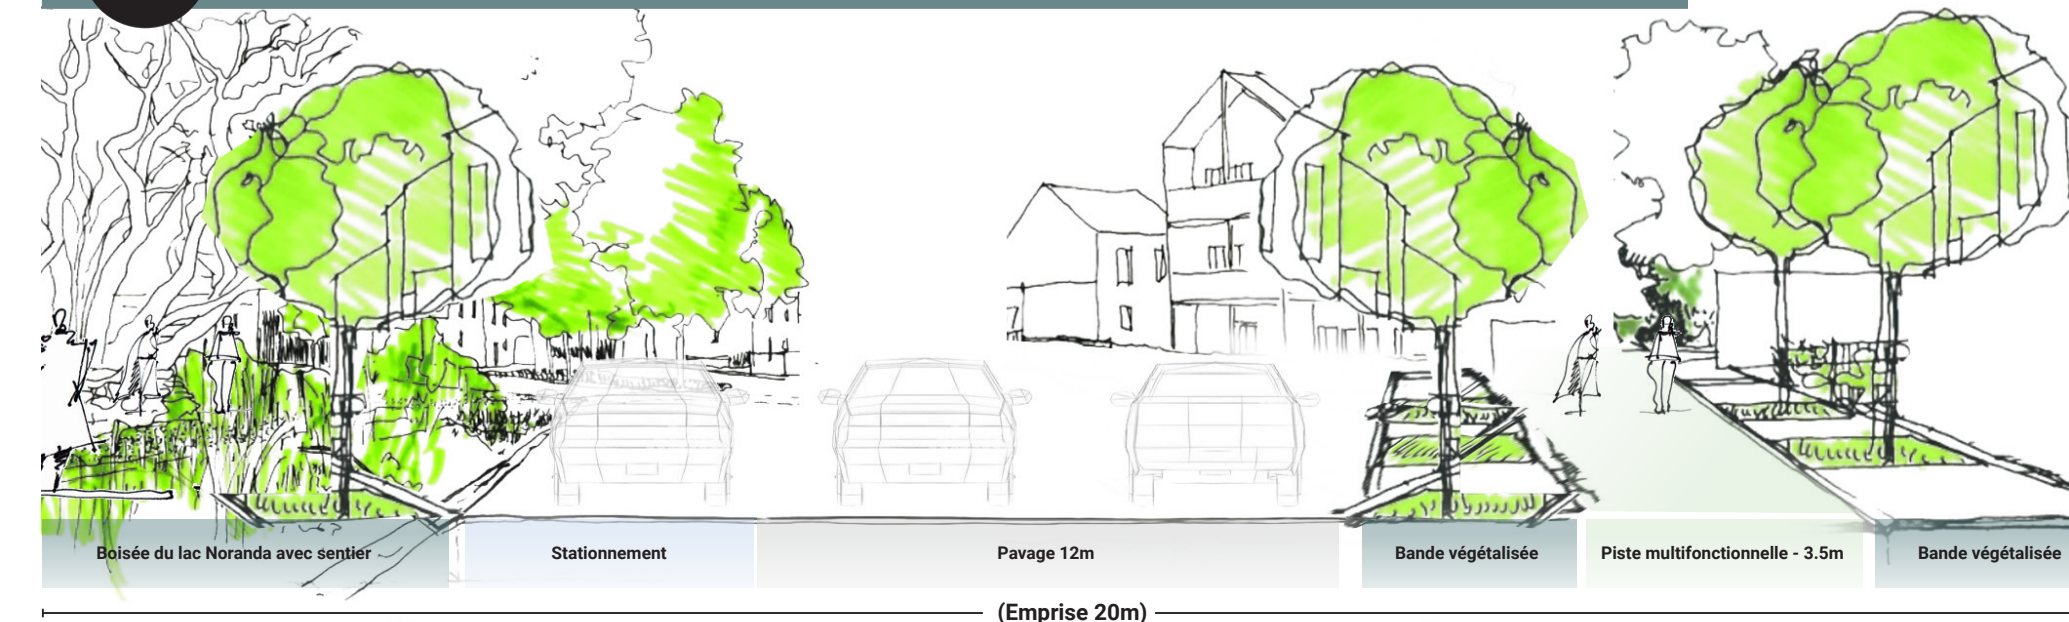 Boisée du lac Noranda avec sentier
Stationnement
Pavage 12m
Bande végétalisée
Piste multifonctionnelle - 3.5m
Bande végétalisée
(Emprise 20m)